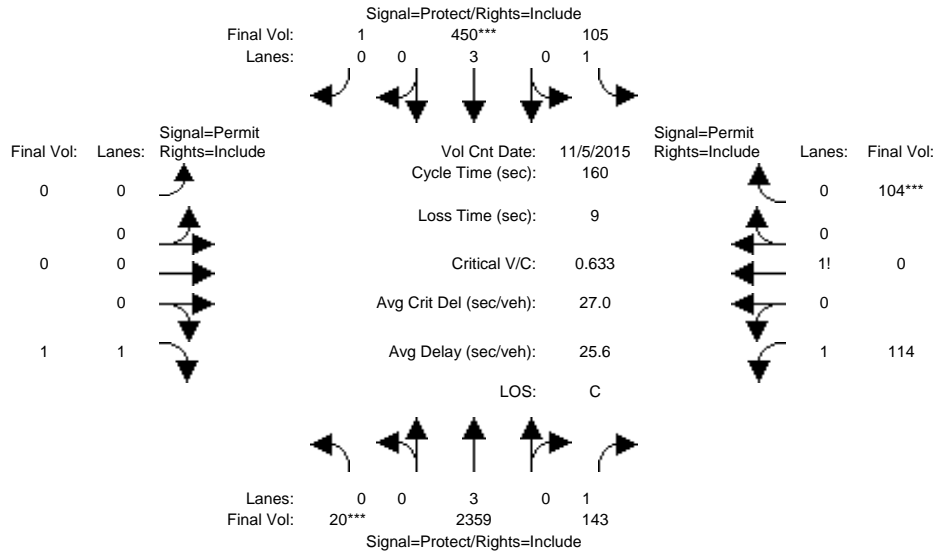 Signal=Protect/Rights=Include
Final Vol: 1 450*** 105
Lanes: 0 0 3 0 1
Signal=Permit Signal=Permit
Final Vol: Lanes: Rights=Include Vol Cnt Date: 11/5/2015 Rights=Include Lanes: Final Vol:
Cycle Time (sec): 160
0 0 0 104***
Loss Time (sec): 9
0 0
0 0 Critical V/C: 0.633 1! 0
0 Avg Crit Del (sec/veh): 27.0 0
1 1 Avg Delay (sec/veh): 25.6 1 114
LOS: C
Lanes: 0 0 3 0 1
Final Vol: 20*** 2359 143
Signal=Protect/Rights=Include